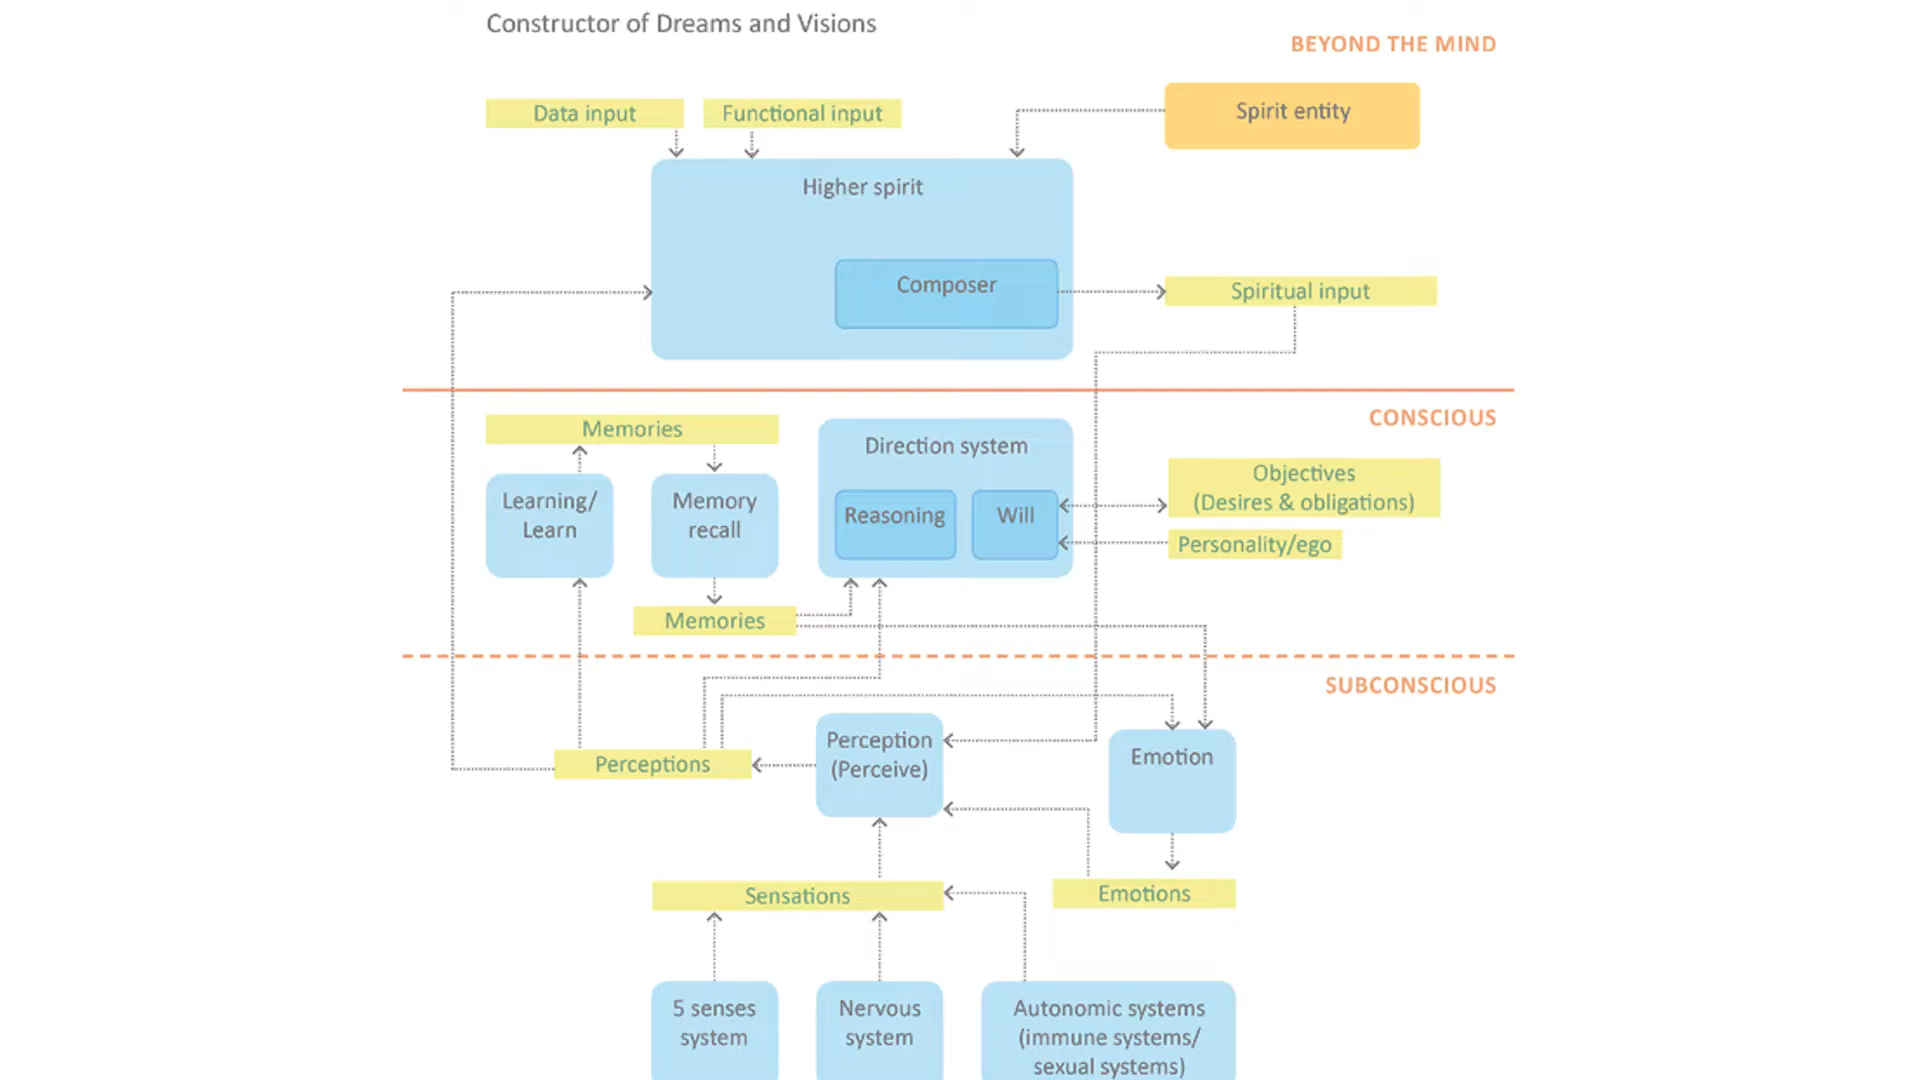 Constructor of Dreams and Visions
BEYOND THE MIND
Data input
Functional input
Spirit entity
Higher spirit
Composer
Spiritual input
CONSCIOUS
Memories
Direction system
Learning/
Learn
Memory
recall
Reasoning
Will
Objectives
(Desires & obligations)
Personality/ego
Memories
SUBCONSCIOUS
Perceptions
Perception
(Perceive)
Emotion
Sensations
Emotions
5 senses
system
Nervous
system
Autonomic systems
(immune systems/
sexual systems)